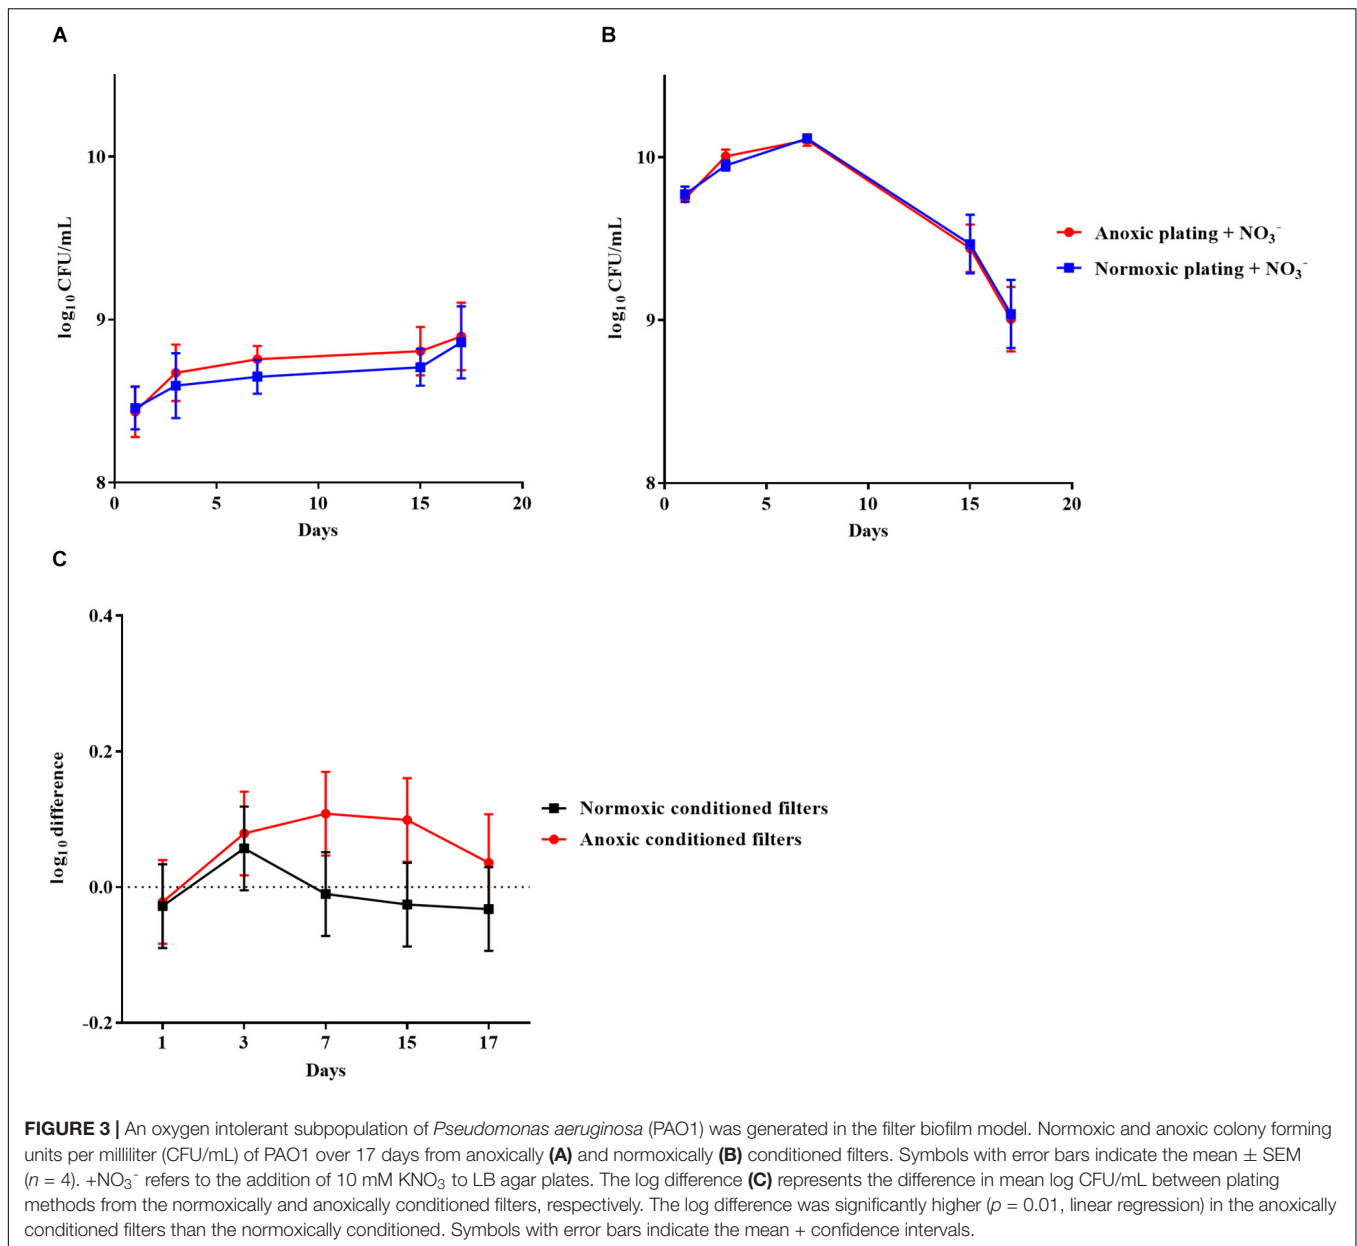 A
B
10
9
8
log10 CFU/mL
0 5 10 15 20
Days
10
9
8
log10 CFU/mL
0 5 10 15 20
Days
Anoxic plating + NO3-
Normoxic plating + NO3-
C
0.4
0.2
0.0
-0.2
log10 difference
1 3 7 15 17
Days
Normoxic conditioned filters
Anoxic conditioned filters
FIGURE 3 | An oxygen intolerant subpopulation of Pseudomonas aeruginosa (PAO1) was generated in the filter biofilm model. Normoxic and anoxic colony forming
units per milliliter (CFU/mL) of PAO1 over 17 days from anoxically (A) and normoxically (B) conditioned filters. Symbols with error bars indicate the mean ± SEM
(n = 4). +NO3- refers to the addition of 10 mM KNO3 to LB agar plates. The log difference (C) represents the difference in mean log CFU/mL between plating
methods from the normoxically and anoxically conditioned filters, respectively. The log difference was significantly higher (p = 0.01, linear regression) in the anoxically
conditioned filters than the normoxically conditioned. Symbols with error bars indicate the mean + confidence intervals.